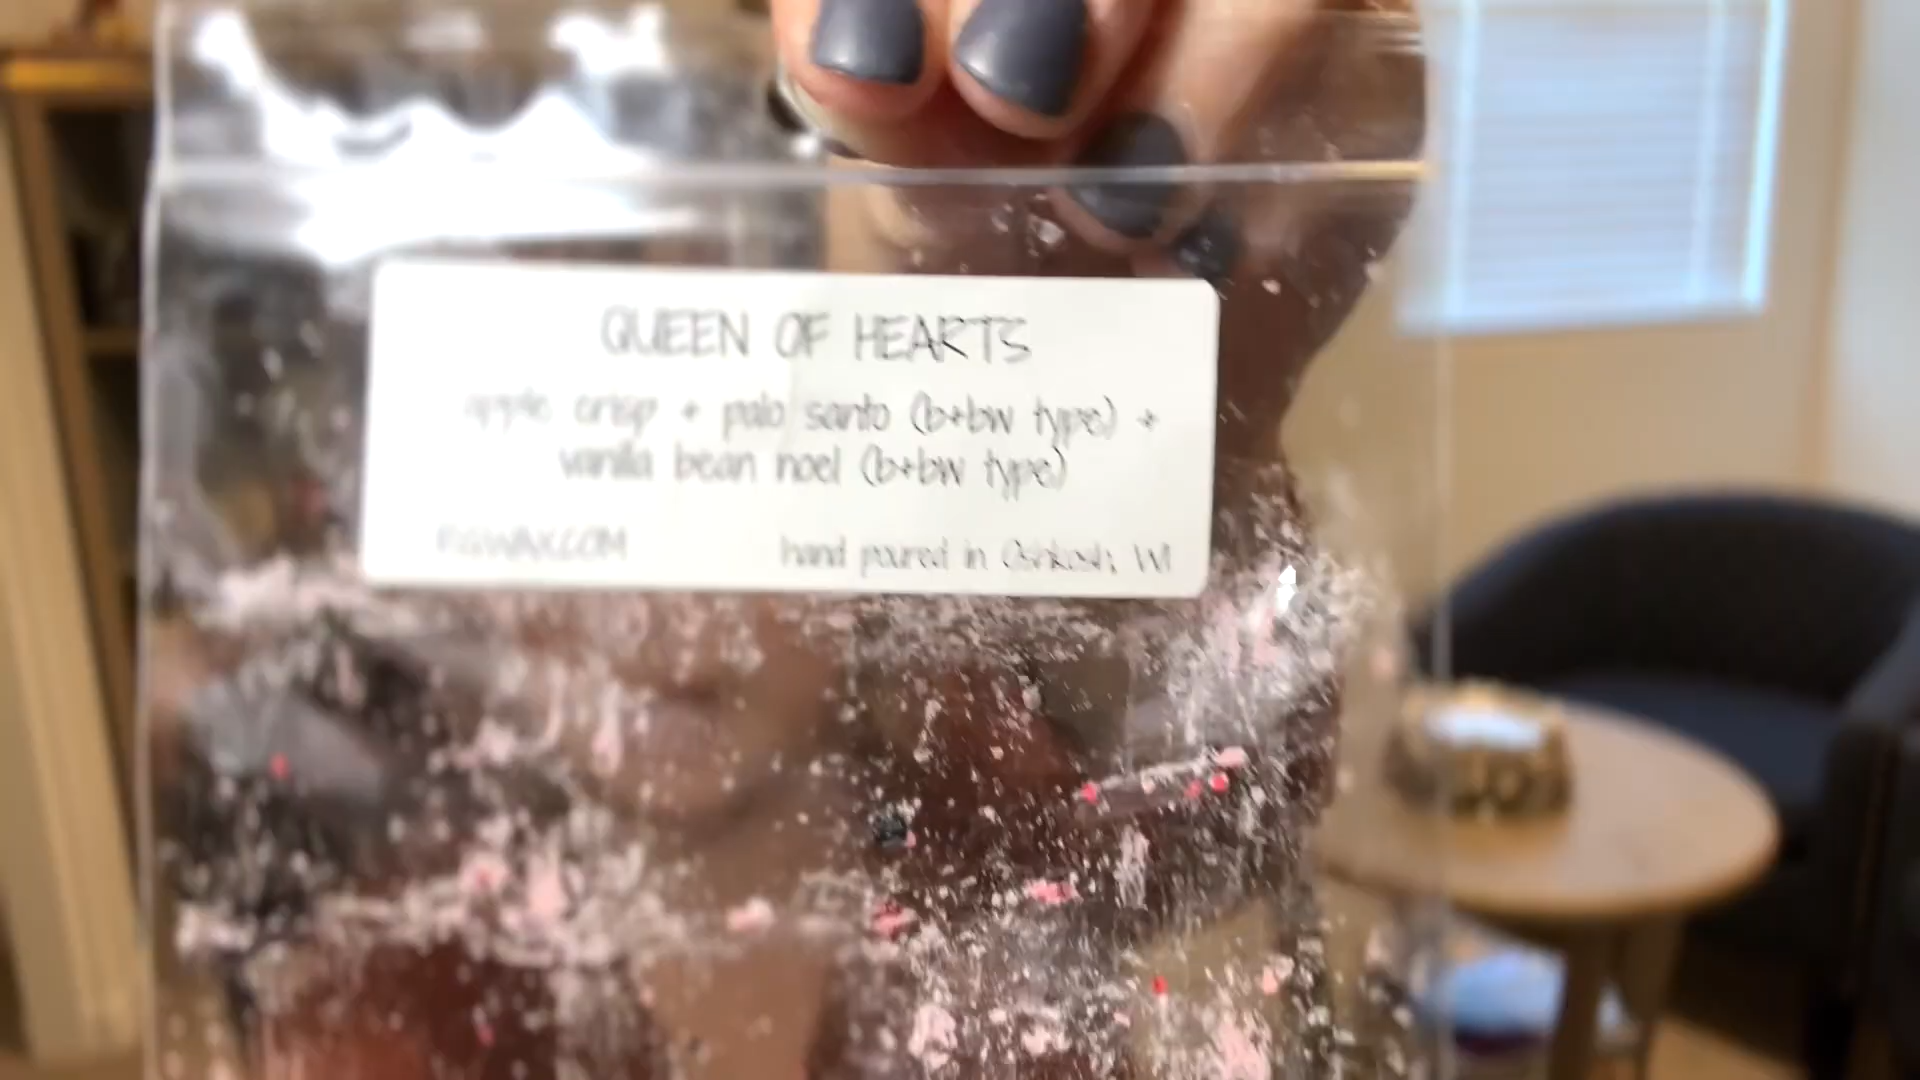 QUEEN OF HEARTS
apple crisp + palo santo (b+bw type) +
vanilla bean noel (b+bw type)
hand poured in Oshkosh, WI